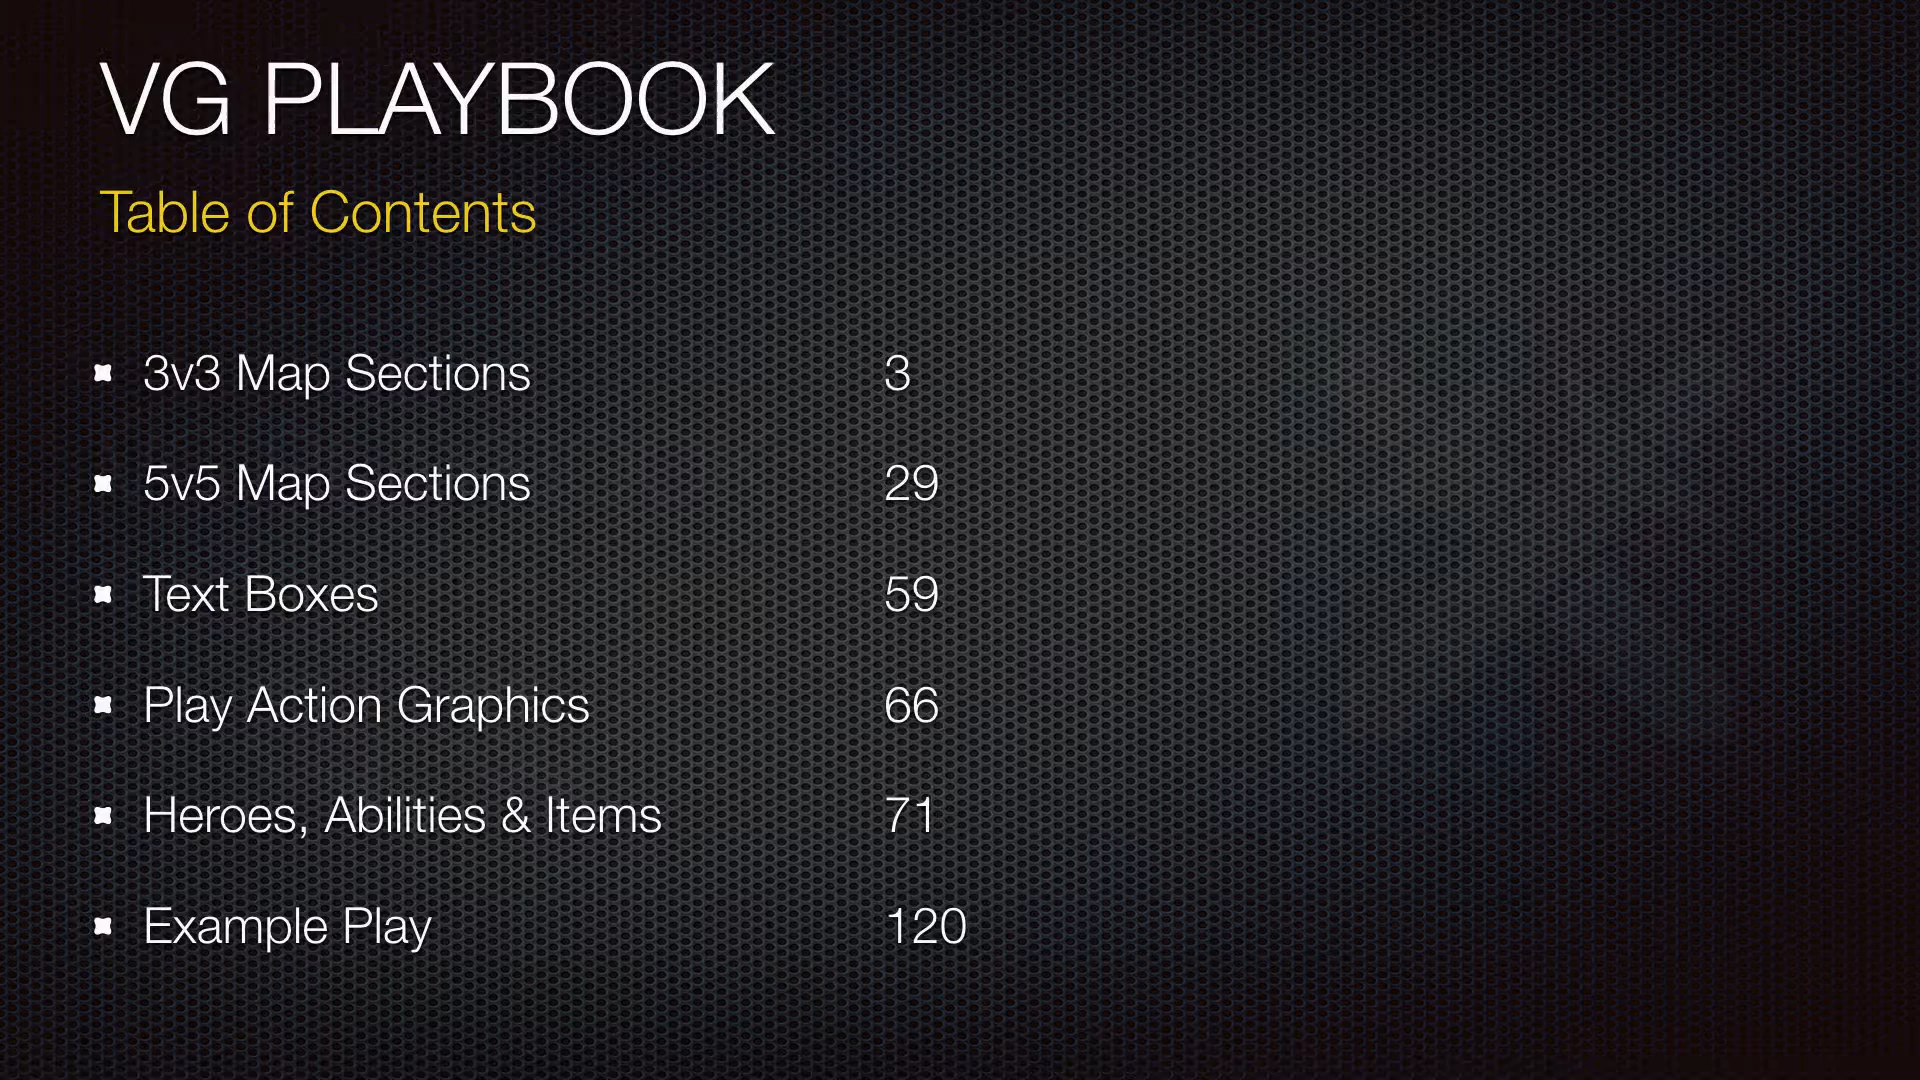 VG PLAYBOOK
Table of Contents
3v3 Map Sections 3
5v5 Map Sections 29
Text Boxes 59
Play Action Graphics 66
Heroes, Abilities & Items 71
Example Play 120